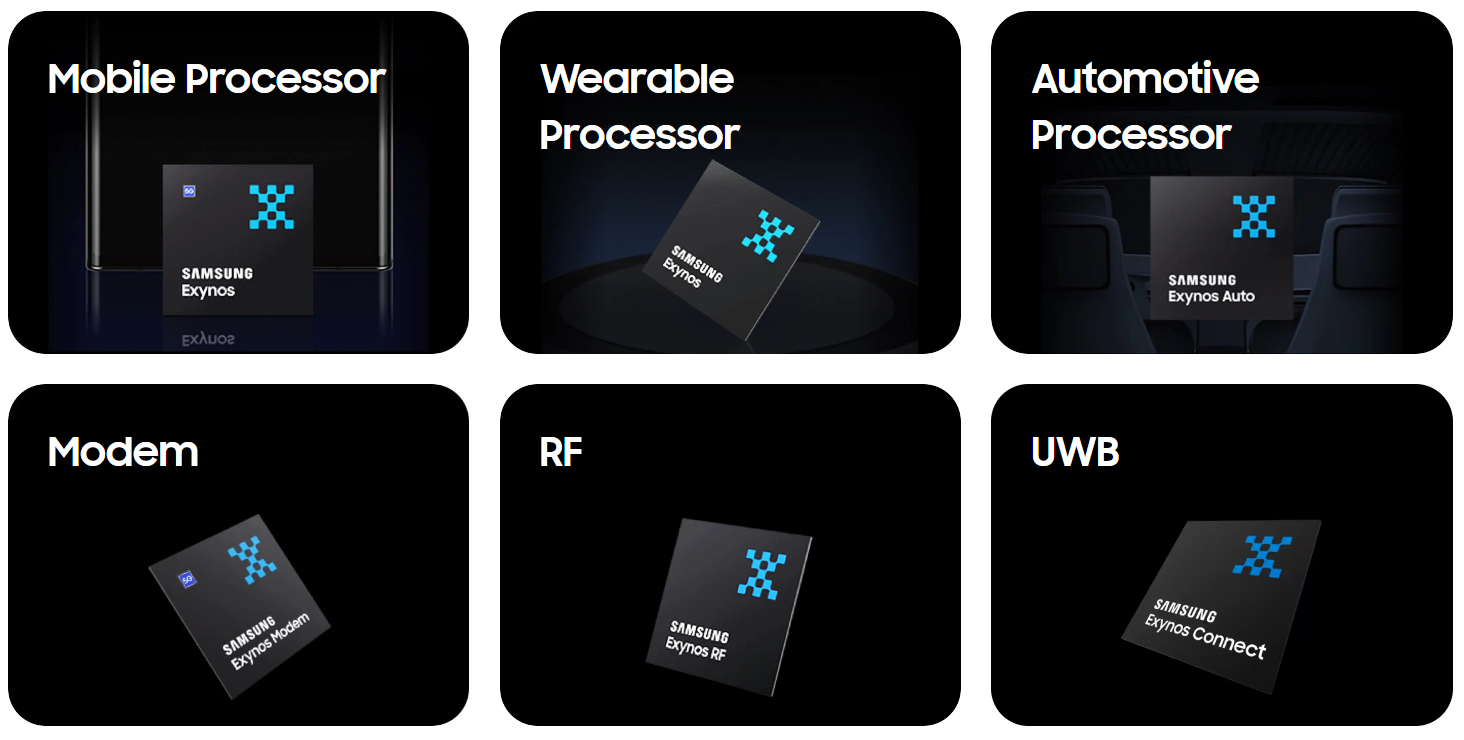 Mobile Processor
5G
SAMSUNG
Exynos
Exynos
Wearable
Processor
SAMSUNG
Exynos
Automotive
Processor
SAMSUNG
Exynos Auto
Modem
5G
SAMSUNG
Exynos Modem
RF
SAMSUNG
Exynos RF
UWB
SAMSUNG
Exynos Connect